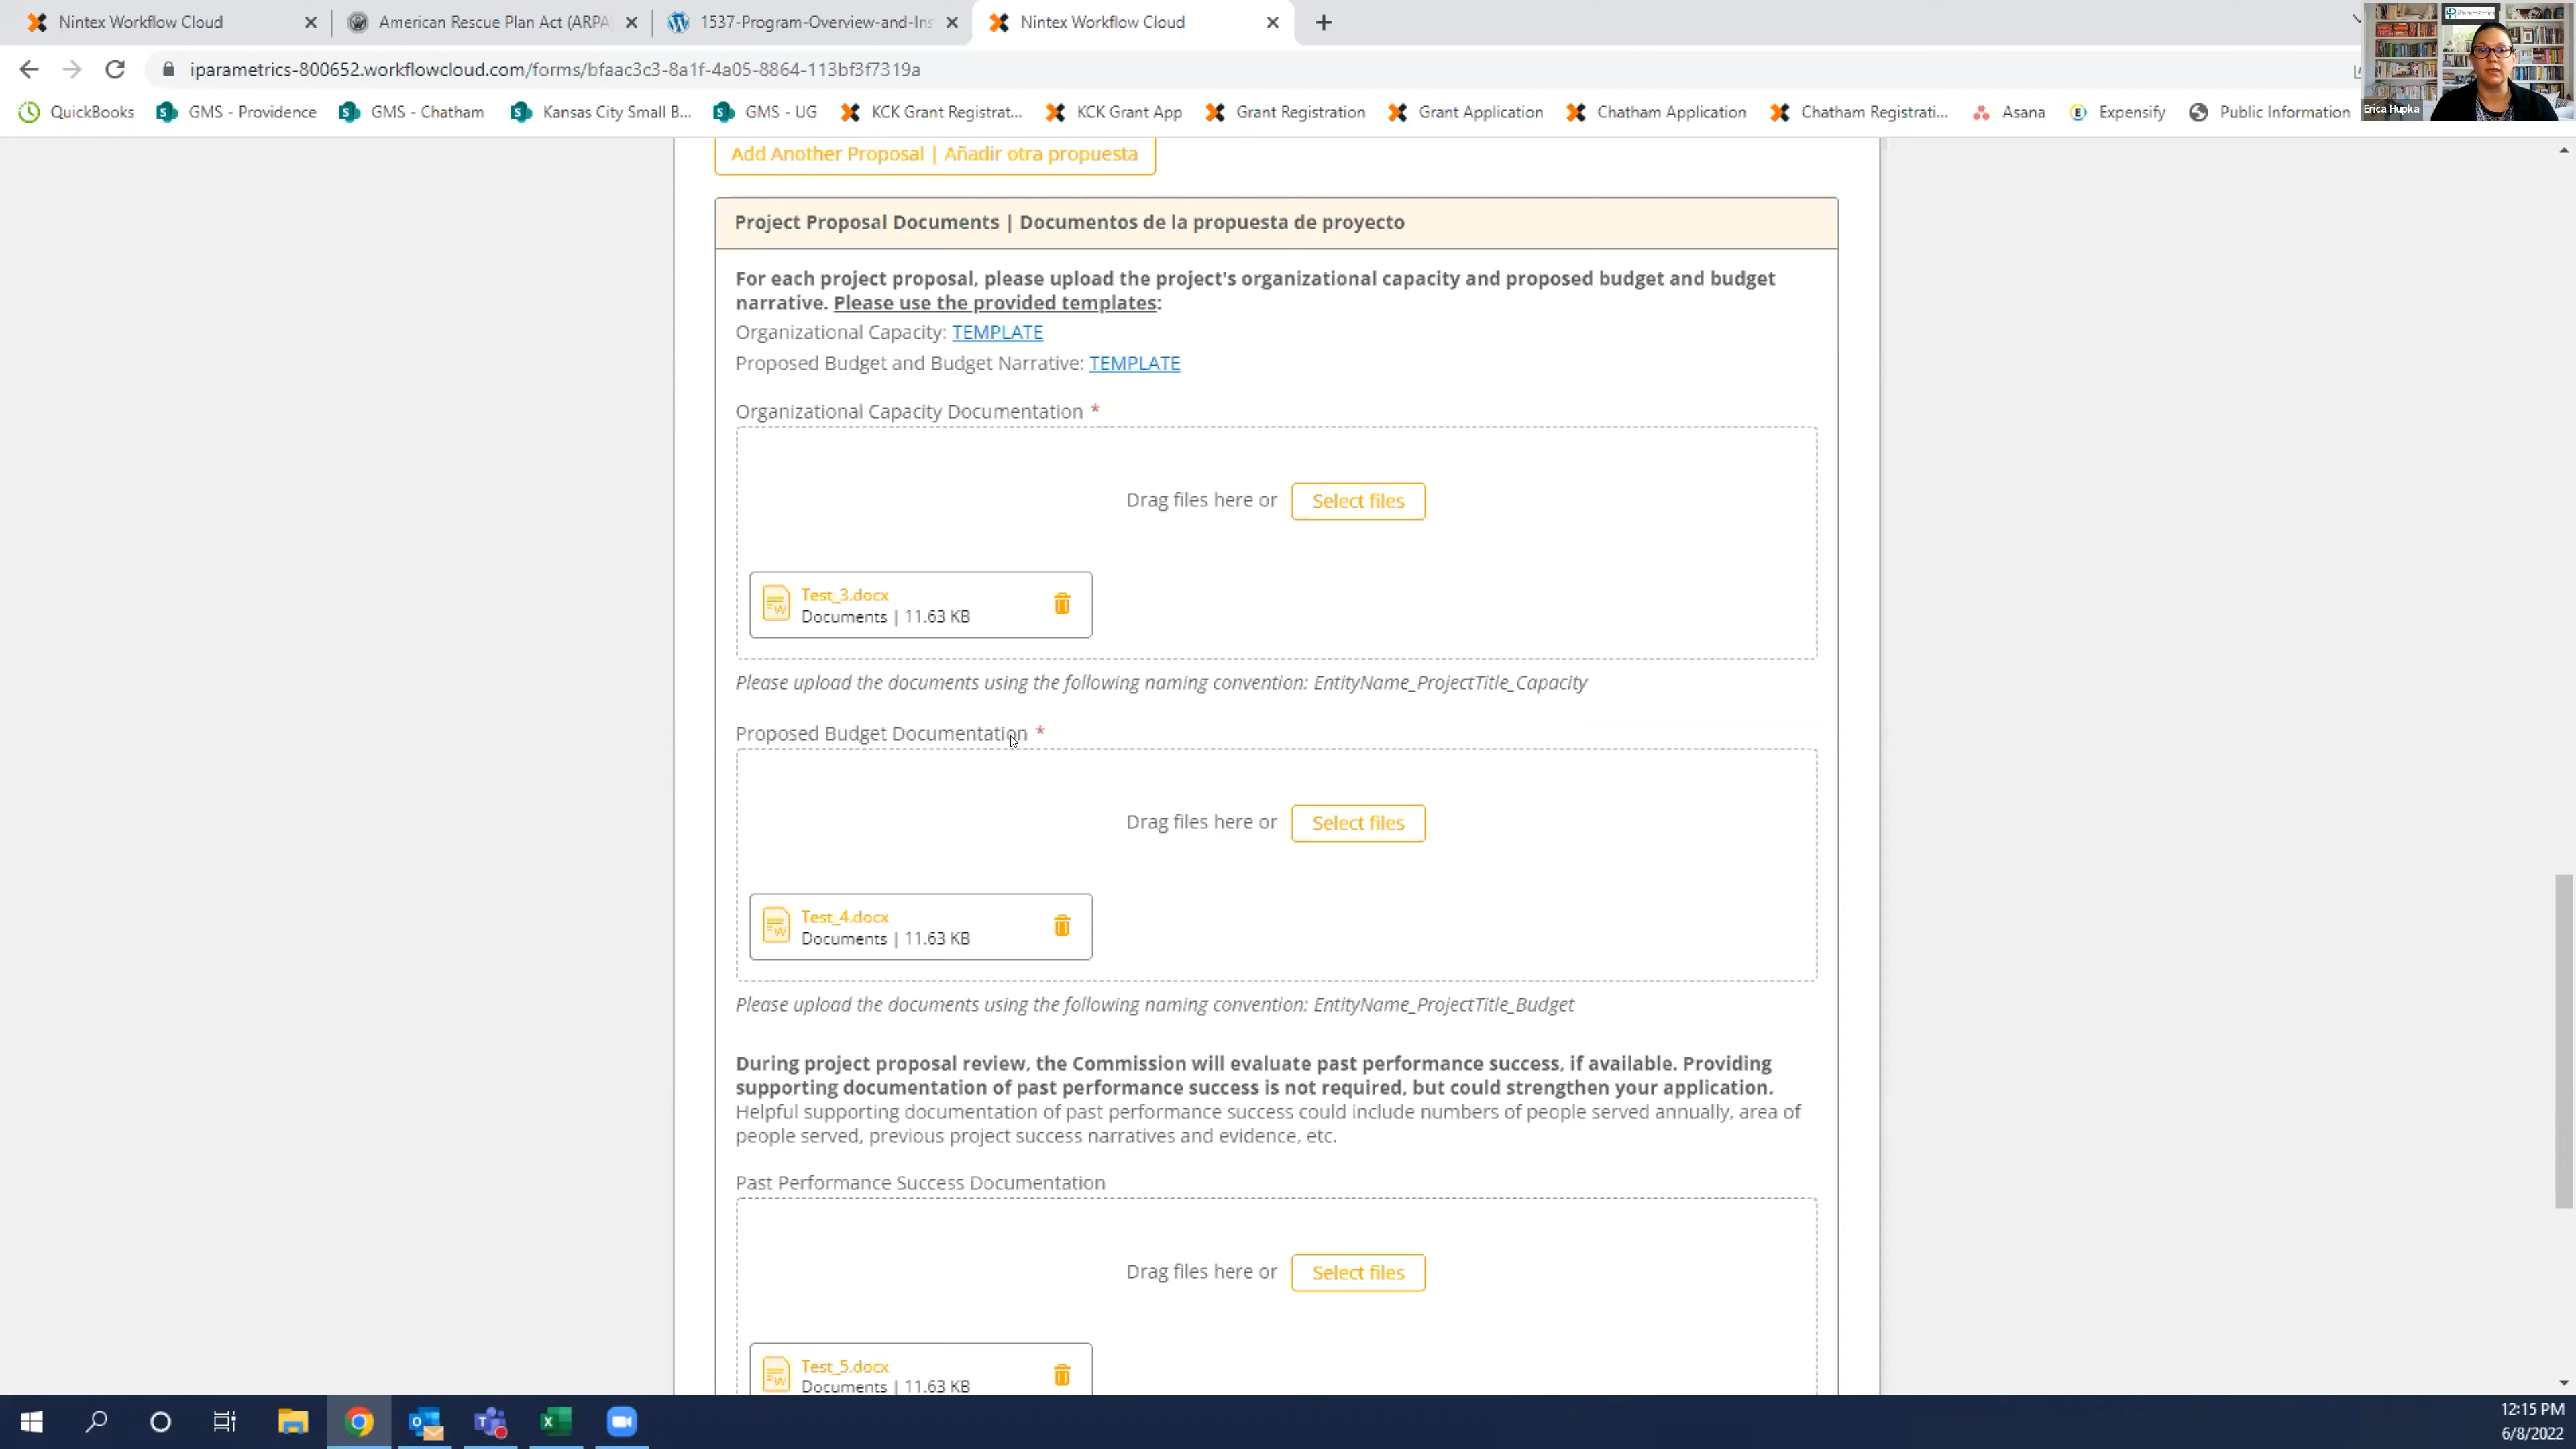 Nintex Workflow Cloud
American Rescue Plan Act (ARPA
1537-Program-Overview-and-Ins
Nintex Workflow Cloud
iparametrics-800652.workflowcloud.com/forms/bfaac3c3-8a1f-4a05-8864-113bf3f7319a
QuickBooks
GMS - Providence
GMS - Chatham
Kansas City Small B...
GMS - UG
KCK Grant Registrat...
KCK Grant App
Grant Registration
Grant Application
Chatham Application
Chatham Registrati...
Asana
Expensify
Public Information
Erica Hupka
Add Another Proposal | Añadir otra propuesta
Project Proposal Documents | Documentos de la propuesta de proyecto
For each project proposal, please upload the project's organizational capacity and proposed budget and budget
narrative. Please use the provided templates:
Organizational Capacity: TEMPLATE
Proposed Budget and Budget Narrative: TEMPLATE
Organizational Capacity Documentation *
Drag files here or Select files
Test_3.docx
Documents | 11.63 KB
Please upload the documents using the following naming convention: EntityName_ProjectTitle_Capacity
Proposed Budget Documentation *
Drag files here or Select files
Test_4.docx
Documents | 11.63 KB
Please upload the documents using the following naming convention: EntityName_ProjectTitle_Budget
During project proposal review, the Commission will evaluate past performance success, if available. Providing
supporting documentation of past performance success is not required, but could strengthen your application.
Helpful supporting documentation of past performance success could include numbers of people served annually, area of
people served, previous project success narratives and evidence, etc.
Past Performance Success Documentation
Drag files here or Select files
Test_5.docx
Documents | 11.63 KB
12:15 PM
6/8/2022